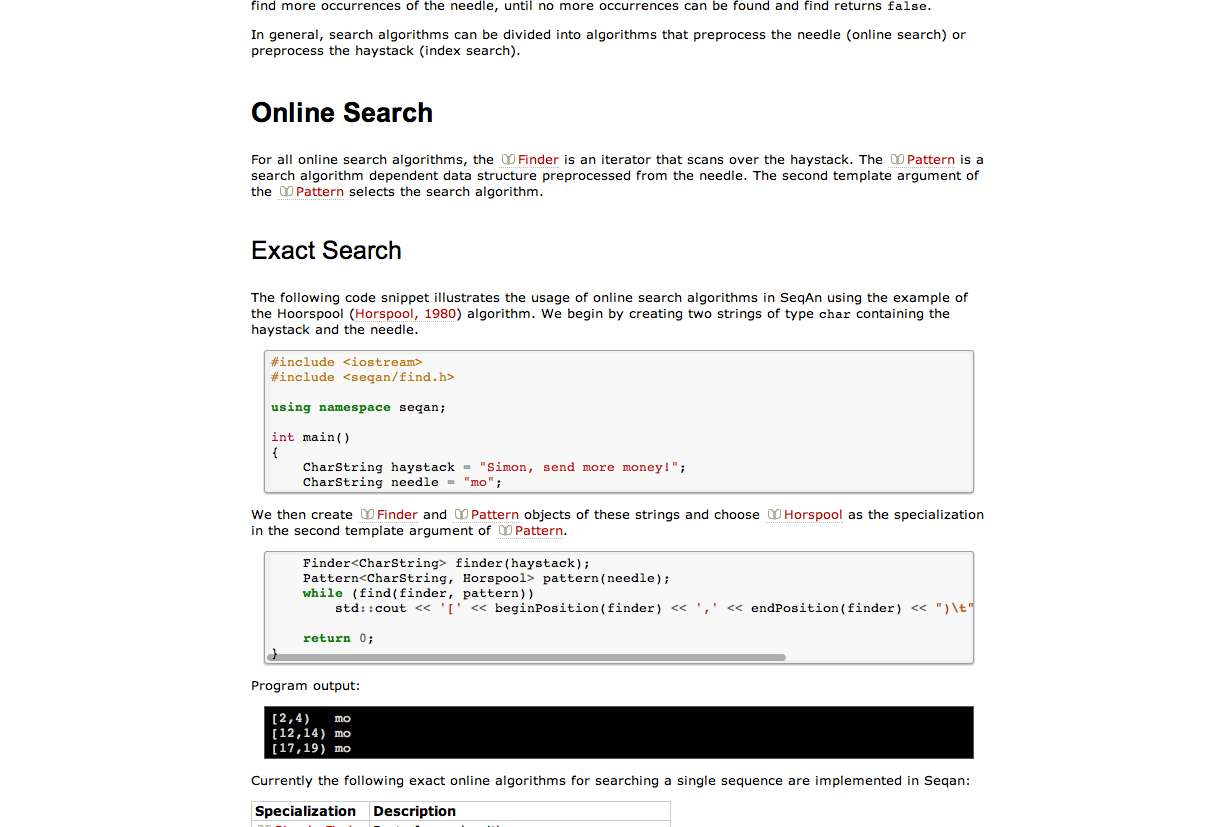 find more occurrences of the needle, until no more occurrences can be found and find returns false.
In general, search algorithms can be divided into algorithms that preprocess the needle (online search) or
preprocess the haystack (index search).
Online Search
For all online search algorithms, the Finder is an iterator that scans over the haystack. The Pattern is a
search algorithm dependent data structure preprocessed from the needle. The second template argument of
the Pattern selects the search algorithm.
Exact Search
The following code snippet illustrates the usage of online search algorithms in SeqAn using the example of
the Hoorspool (Horspool, 1980) algorithm. We begin by creating two strings of type char containing the
haystack and the needle.
#include <iostream>
#include <seqan/find.h>
using namespace seqan;
int main()
{
CharString haystack = "Simon, send more money!";
CharString needle = "mo";
We then create Finder and Pattern objects of these strings and choose Horspool as the specialization
in the second template argument of Pattern.
Finder<CharString> finder(haystack);
Pattern<CharString, Horspool> pattern(needle);
while (find(finder, pattern))
std::cout << '[' << beginPosition(finder) << ',' << endPosition(finder) << ")\t"
return 0;
}
Program output:
[2,4) mo
[12,14) mo
[17,19) mo
Currently the following exact online algorithms for searching a single sequence are implemented in Seqan:
Specialization Description